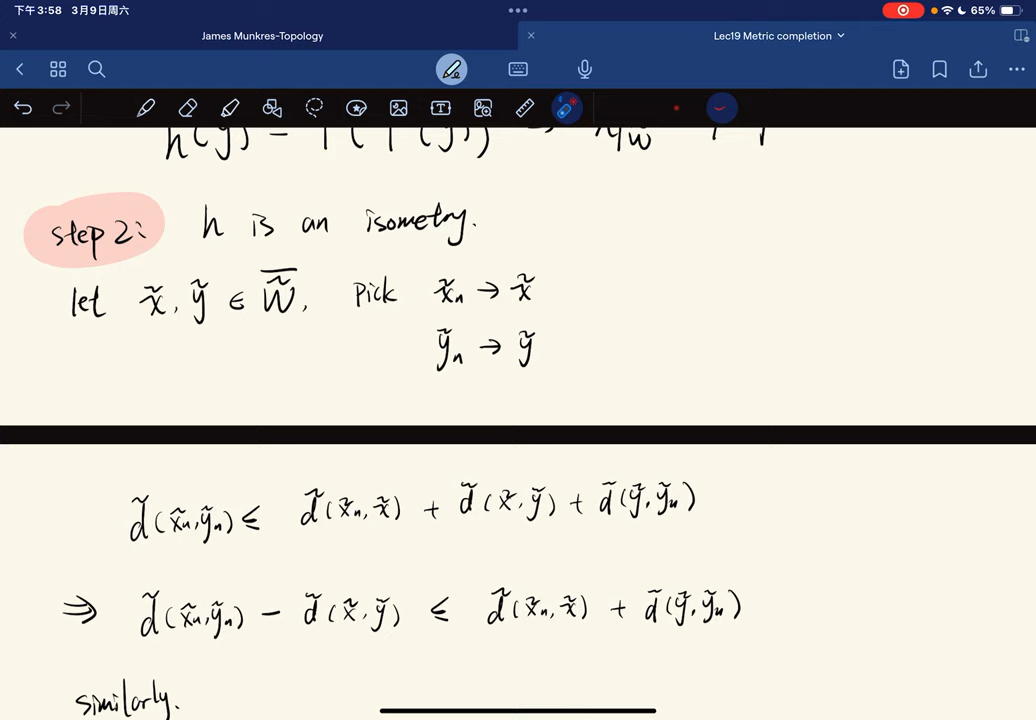 下午3:58 3月9日周六
65%
James Munkres-Topology
Lec19 Metric completion
step 2: h is an isometry.
let x̃, ỹ ∈ \overline{W̃}, pick x̃ₙ → x̃
ỹₙ → ỹ
d̃(x̃ₙ, ỹₙ) ≤ d̃(x̃ₙ, x̃) + d̃(x̃, ỹ) + d̃(ỹ, ỹₙ)
⇒ d̃(x̃ₙ, ỹₙ) − d̃(x̃, ỹ) ≤ d̃(x̃ₙ, x̃) + d̃(ỹ, ỹₙ)
similarly.